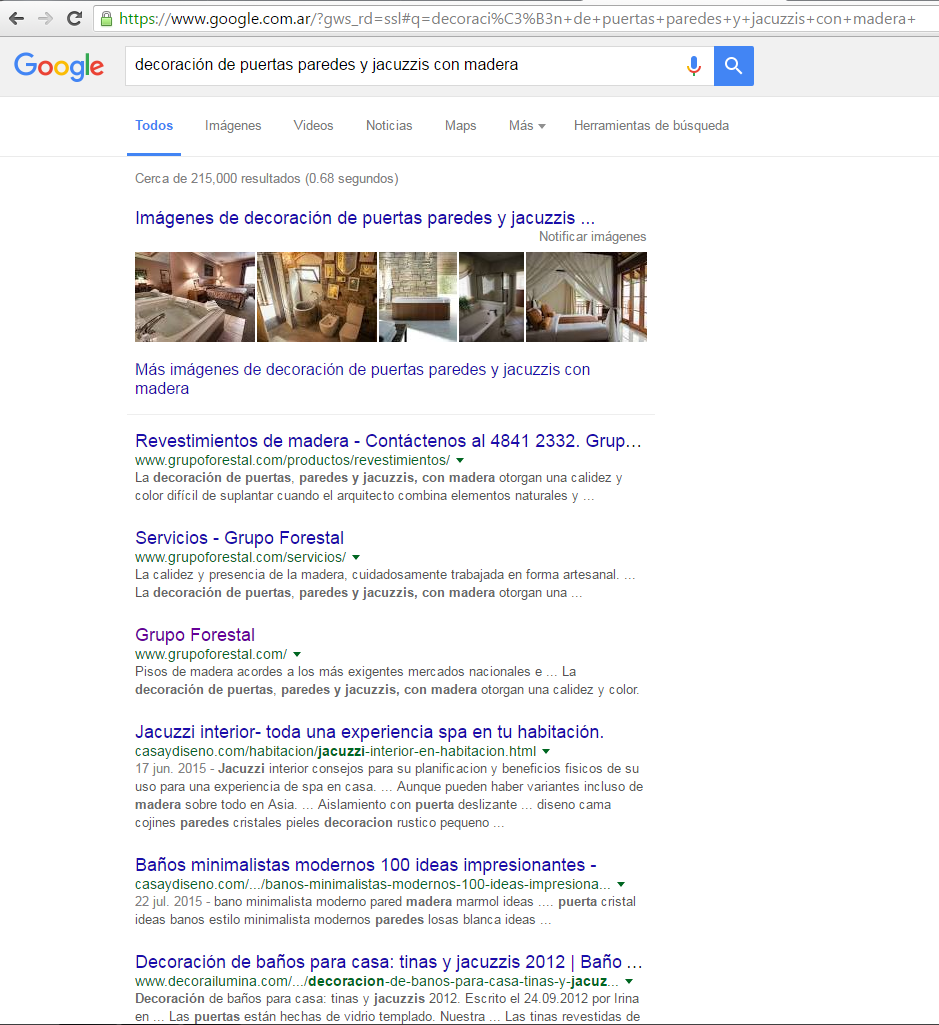 https://www.google.com.ar/?gws_rd=ssl#q=decoraci%C3%B3n+de+puertas+paredes+y+jacuzzis+con+madera+
Google
decoración de puertas paredes y jacuzzis con madera
Todos Imágenes Videos Noticias Maps Más Herramientas de búsqueda
Cerca de 215,000 resultados (0.68 segundos)
Imágenes de decoración de puertas paredes y jacuzzis ...
Notificar imágenes
Más imágenes de decoración de puertas paredes y jacuzzis con
madera
Revestimientos de madera - Contáctenos al 4841 2332. Grup...
www.grupoforestal.com/productos/revestimientos/
La decoración de puertas, paredes y jacuzzis, con madera otorgan una calidez y
color difícil de suplantar cuando el arquitecto combina elementos naturales y ...
Servicios - Grupo Forestal
www.grupoforestal.com/servicios/
La calidez y presencia de la madera, cuidadosamente trabajada en forma artesanal. ...
La decoración de puertas, paredes y jacuzzis, con madera otorgan una ...
Grupo Forestal
www.grupoforestal.com/
Pisos de madera acordes a los más exigentes mercados nacionales e ... La
decoración de puertas, paredes y jacuzzis, con madera otorgan una calidez y color.
Jacuzzi interior- toda una experiencia spa en tu habitación.
casaydiseno.com/habitacion/jacuzzi-interior-en-habitacion.html
17 jun. 2015 - Jacuzzi interior consejos para su planificacion y beneficios fisicos de su
uso para una experiencia de spa en casa. ... Aunque pueden haber variantes incluso de
madera sobre todo en Asia. ... Aislamiento con puerta deslizante ... diseno cama
cojines paredes cristales pieles decoracion rustico pequeno ...
Baños minimalistas modernos 100 ideas impresionantes -
casaydiseno.com/.../banos-minimalistas-modernos-100-ideas-impresiona...
22 jul. 2015 - bano minimalista moderno pared madera marmol ideas .... puerta cristal
ideas banos estilo minimalista modernos paredes losas blanca ideas ...
Decoración de baños para casa: tinas y jacuzzis 2012 | Baño ...
www.decorailumina.com/.../decoracion-de-banos-para-casa-tinas-y-jacuz...
Decoración de baños para casa: tinas y jacuzzis 2012. Escrito el 24.09.2012 por Irina
en ... Las puertas están hechas de vidrio templado. Nuestra ... Las tinas revestidas de